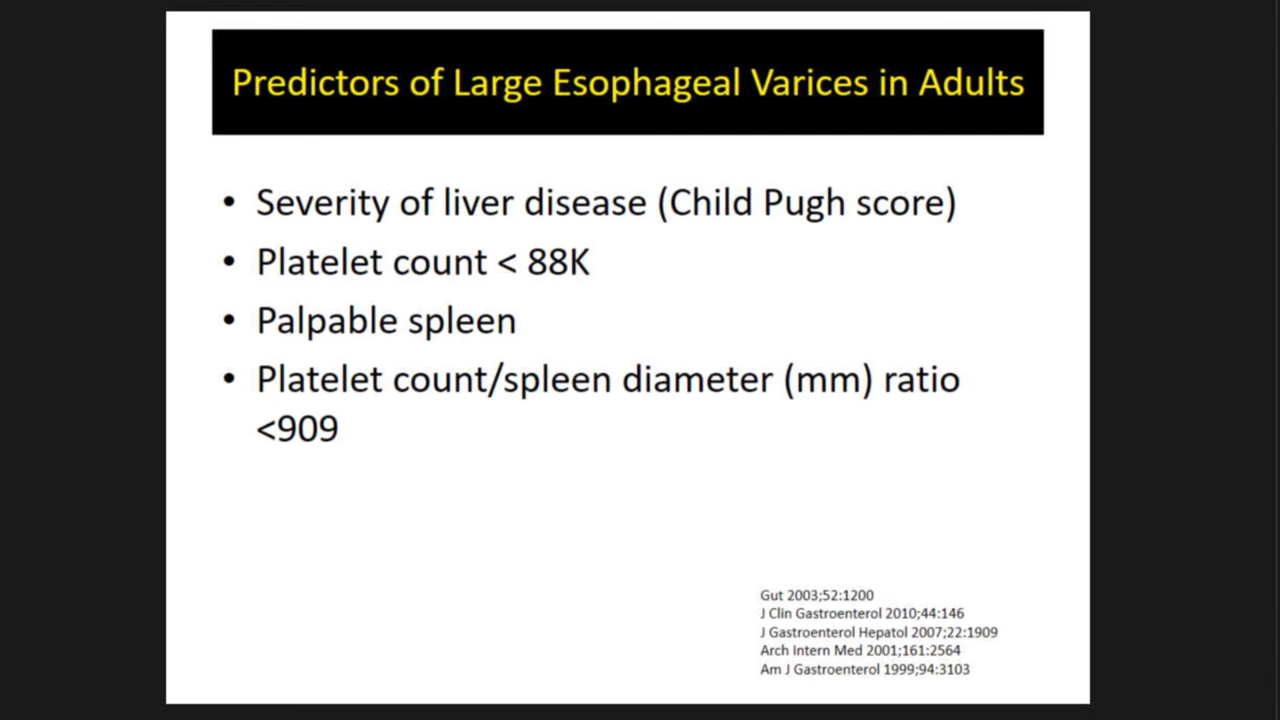 Predictors of Large Esophageal Varices in Adults
• Severity of liver disease (Child Pugh score)
• Platelet count < 88K
• Palpable spleen
• Platelet count/spleen diameter (mm) ratio
<909
Gut 2003;52:1200
J Clin Gastroenterol 2010;44:146
J Gastroenterol Hepatol 2007;22:1909
Arch Intern Med 2001;161:2564
Am J Gastroenterol 1999;94:3103